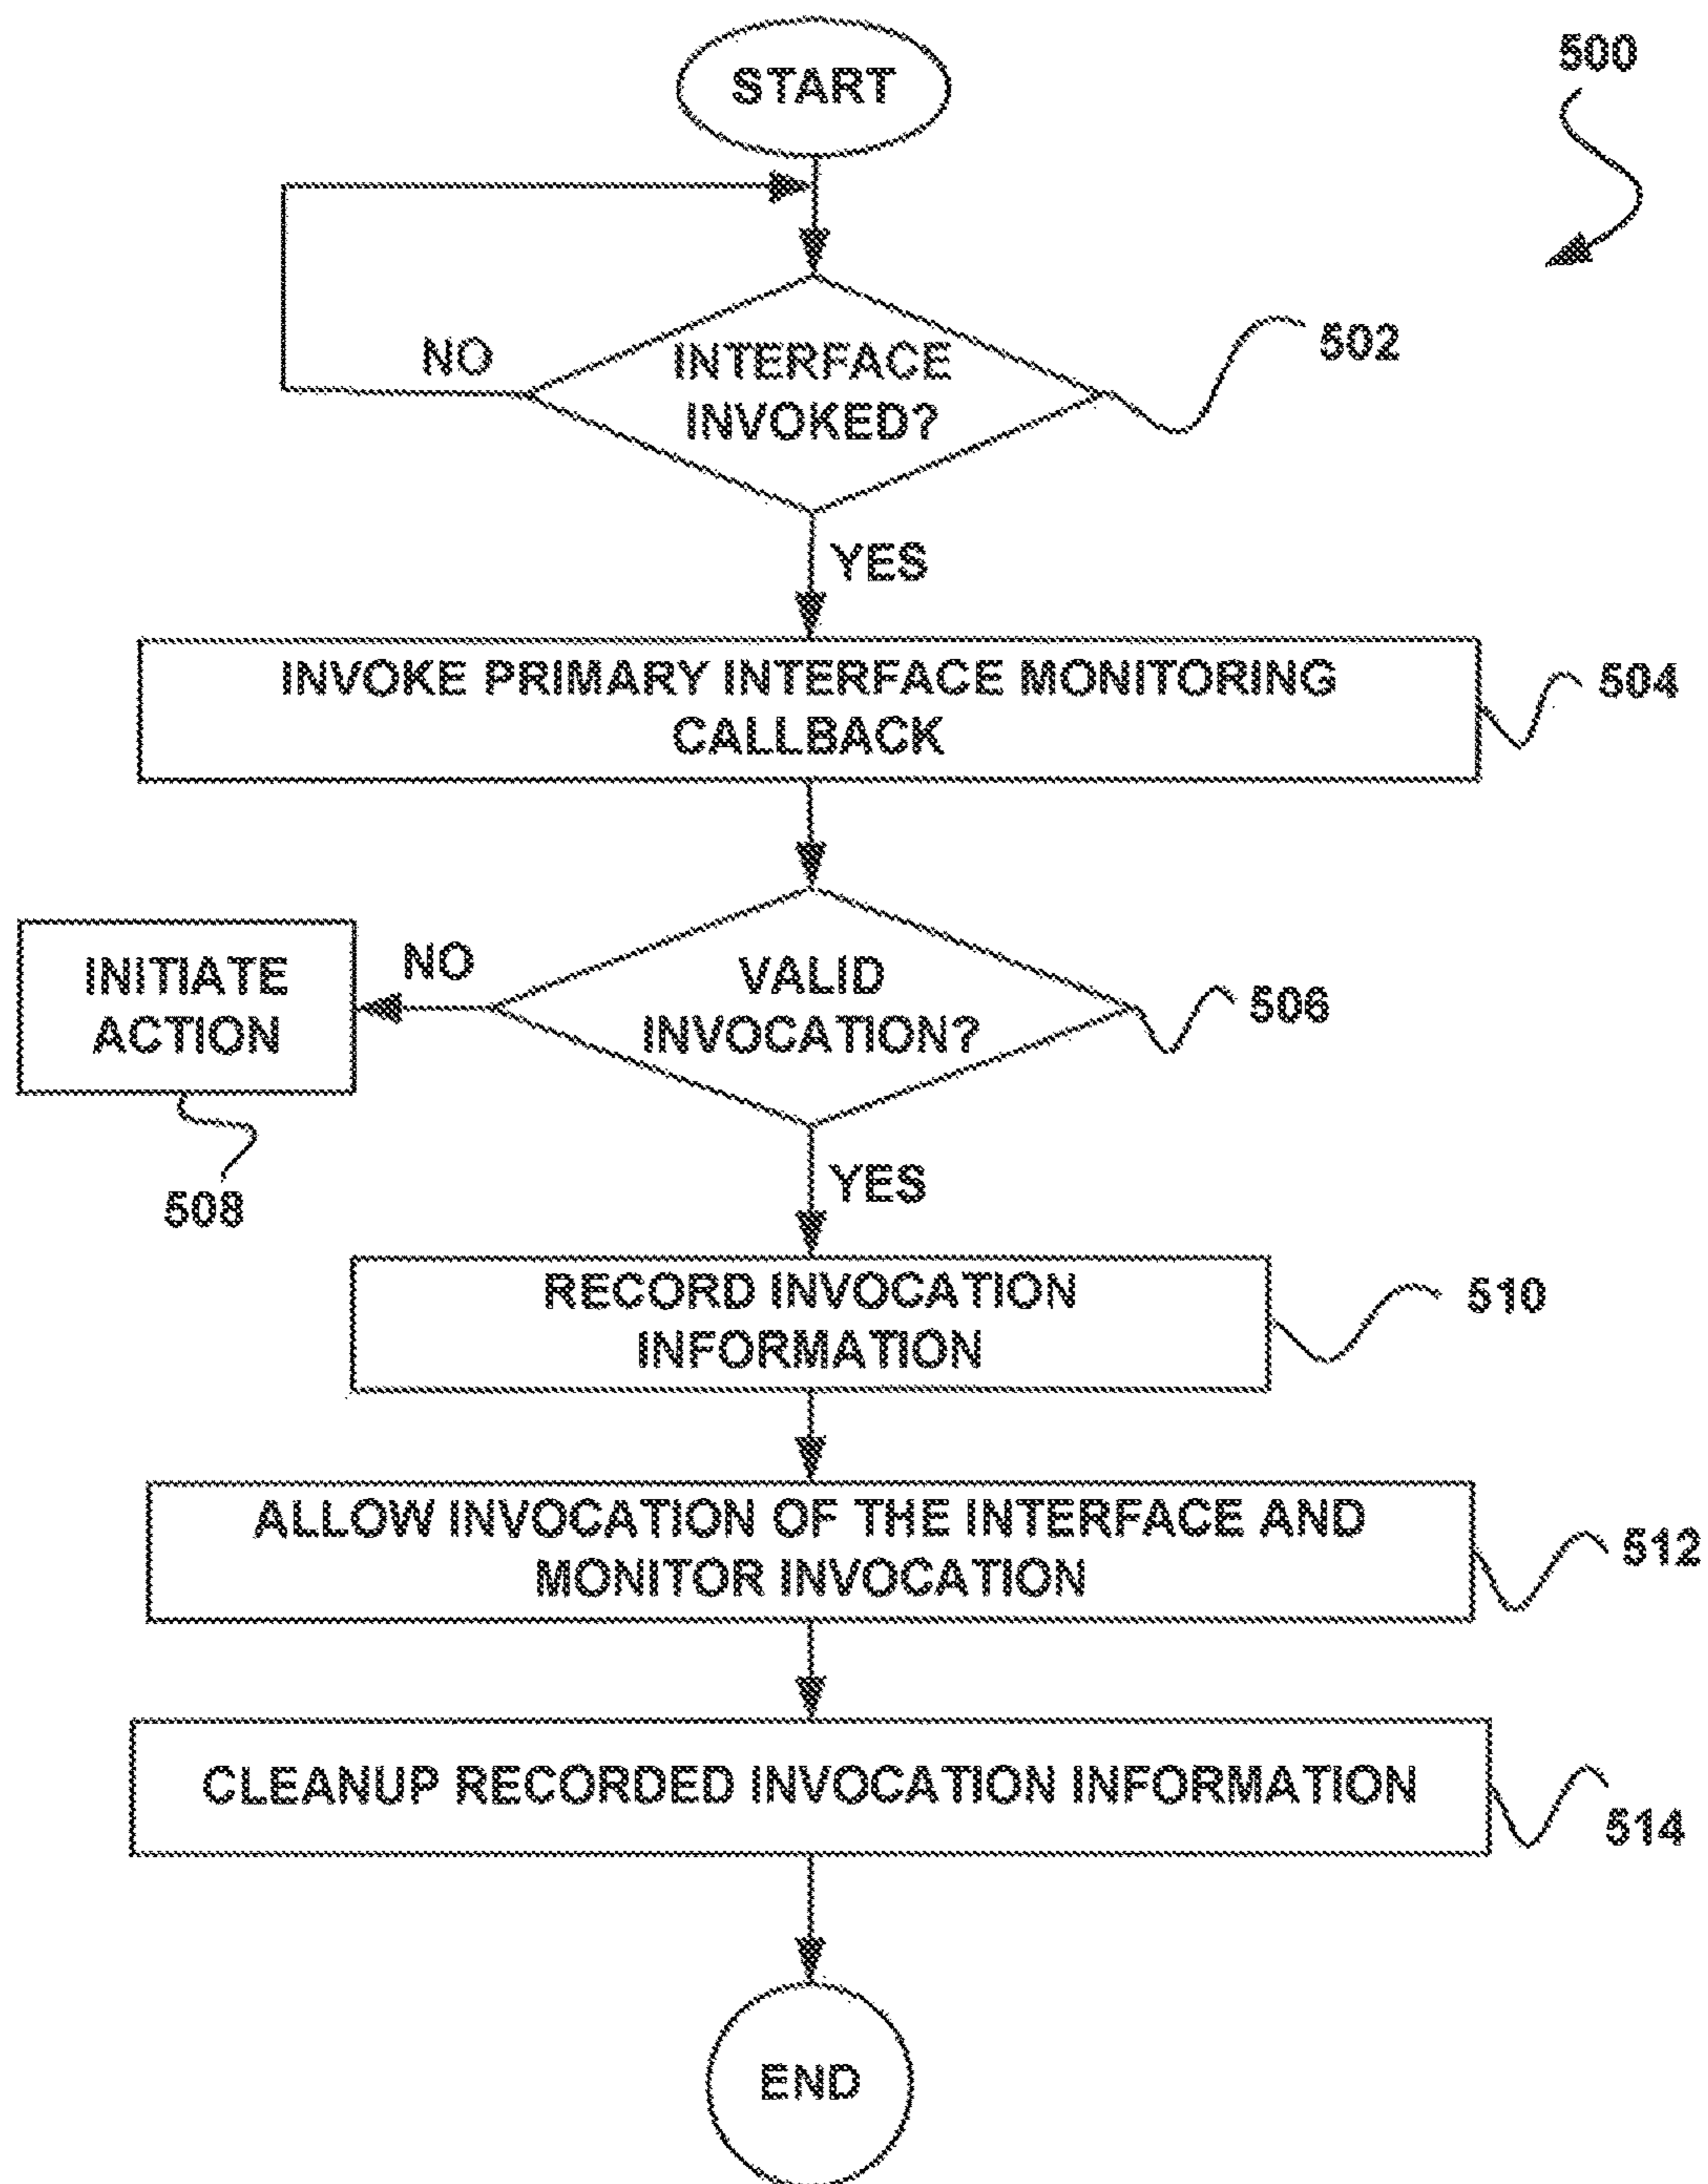 START
500
NO
INTERFACE
INVOKED?
502
YES
INVOKE PRIMARY INTERFACE MONITORING
CALLBACK
504
INITIATE
ACTION
NO
VALID
INVOCATION?
506
508
YES
RECORD INVOCATION
INFORMATION
510
ALLOW INVOCATION OF THE INTERFACE AND
MONITOR INVOCATION
512
CLEANUP RECORDED INVOCATION INFORMATION
514
END